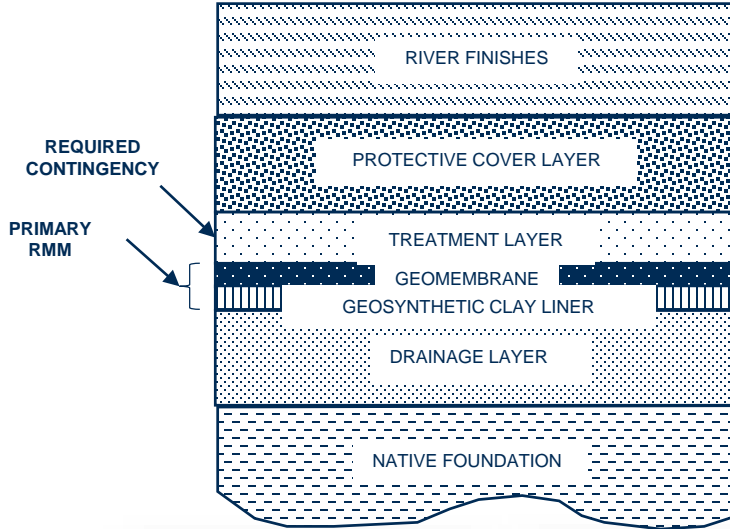 RIVER FINISHES
REQUIRED
CONTINGENCY
PROTECTIVE COVER LAYER
PRIMARY
RMM
TREATMENT LAYER
GEOMEMBRANE
GEOSYNTHETIC CLAY LINER
DRAINAGE LAYER
NATIVE FOUNDATION